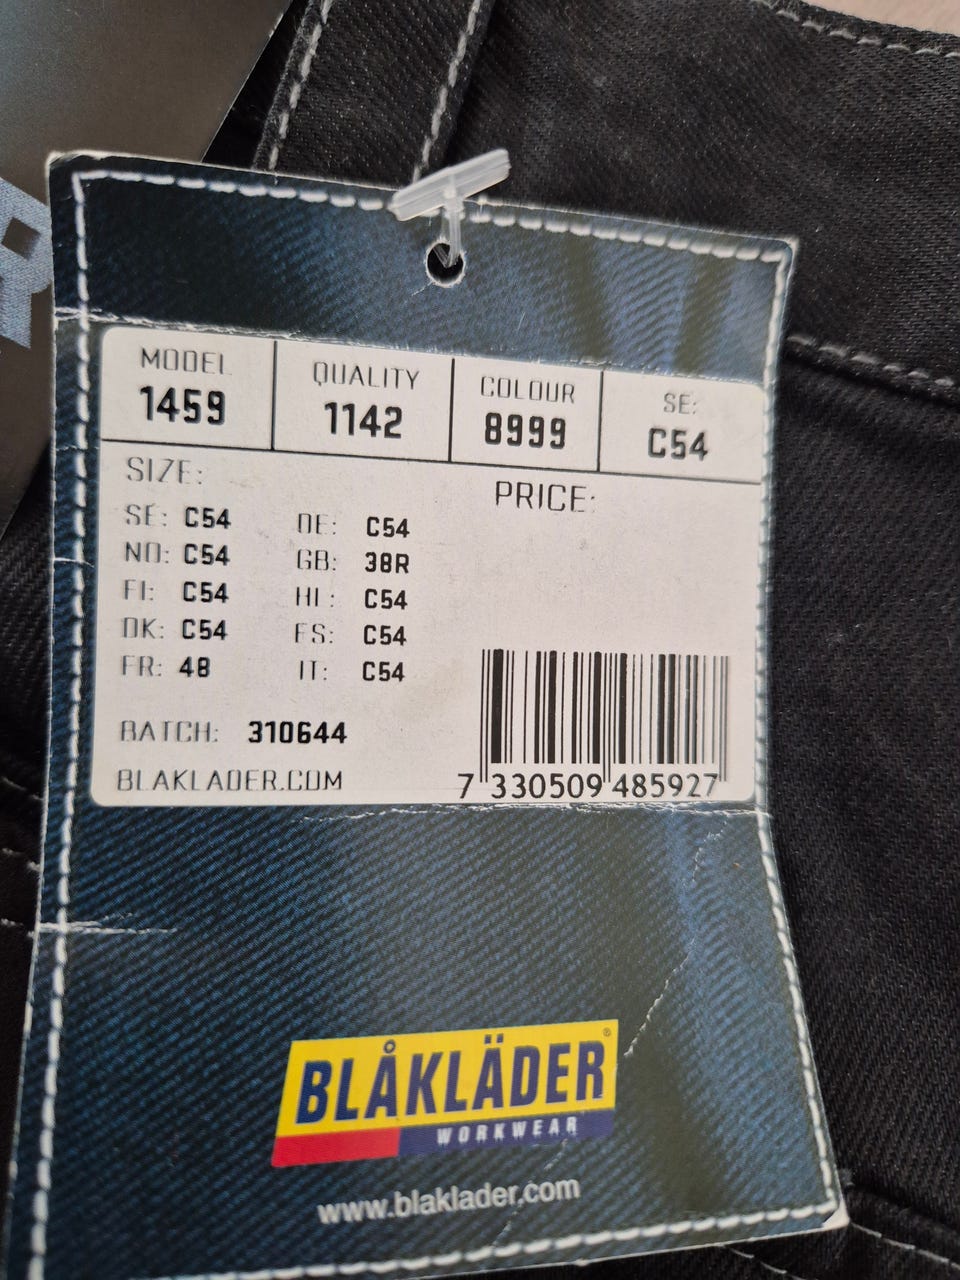 MODEL
1459
QUALITY
1142
COLOUR
8999
SE:
C54
SIZE:
PRICE:
SE: C54 DE: C54
NO: C54 GB: 38R
FI: C54 NL: C54
DK: C54 ES: C54
FR: 48 IT: C54
BATCH: 310644
BLAKLADER.COM
7 330509 485927
BLÅKLÄDER®
WORKWEAR
www.blaklader.com